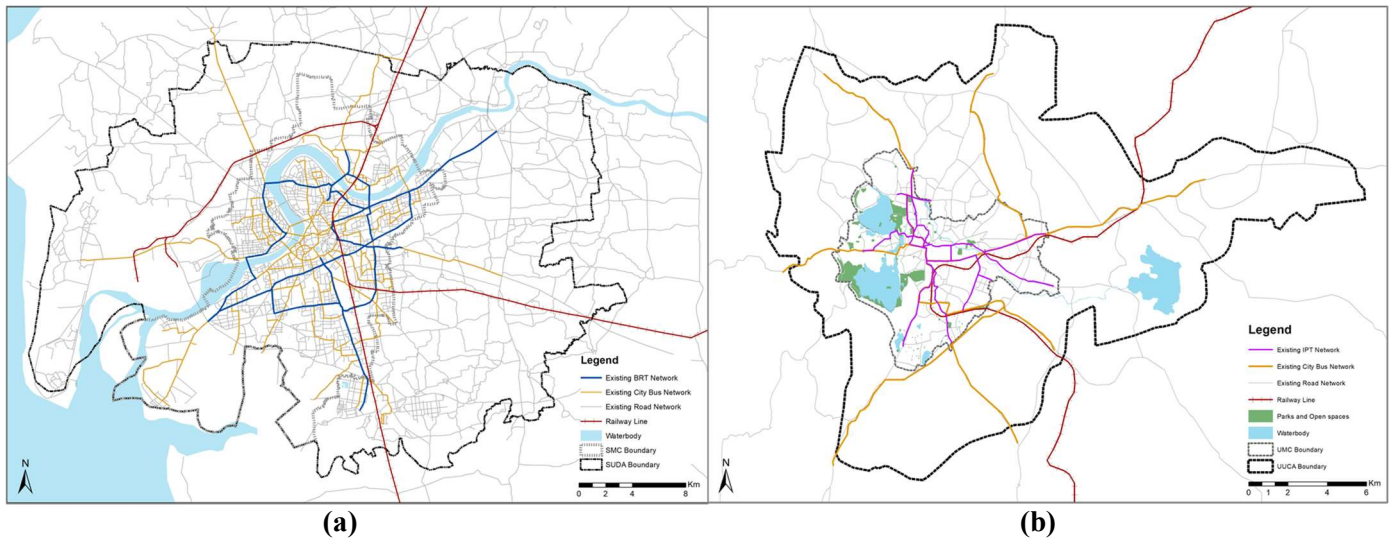 N
Legend
Existing BRT Network
Existing City Bus Network
Existing Road Network
Railway Line
Waterbody
SMC Boundary
SUDA Boundary
Km
0 2 4 8
(a)
N
Legend
Existing IPT Network
Existing City Bus Network
Existing Road Network
Railway Line
Parks and Open spaces
Waterbody
UMC Boundary
UUCA Boundary
Km
0 1 2 4 6
(b)